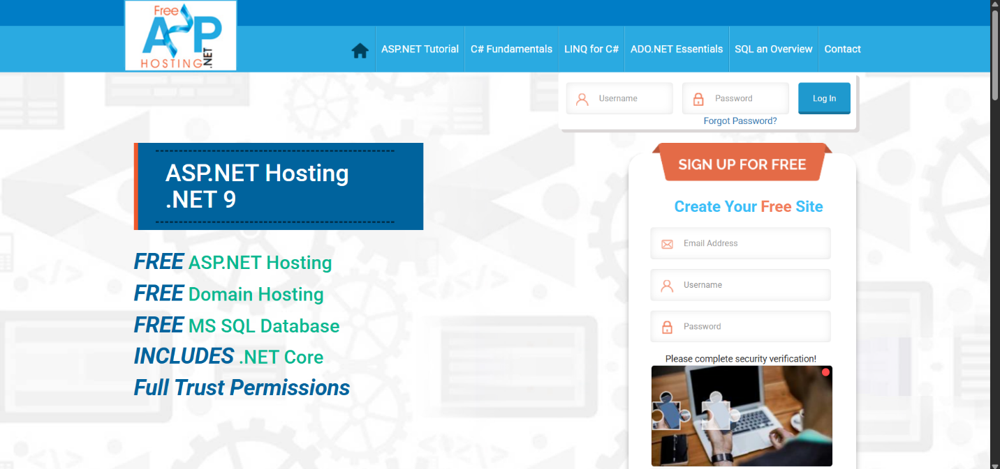 Free
ASP
.NET
HOSTING
ASP.NET Tutorial
C# Fundamentals
LINQ for C#
ADO.NET Essentials
SQL an Overview
Contact
Username
Password
Log In
Forgot Password?
ASP.NET Hosting
.NET 9
FREE ASP.NET Hosting
FREE Domain Hosting
FREE MS SQL Database
INCLUDES .NET Core
Full Trust Permissions
SIGN UP FOR FREE
Create Your Free Site
Email Address
Username
Password
Please complete security verification!